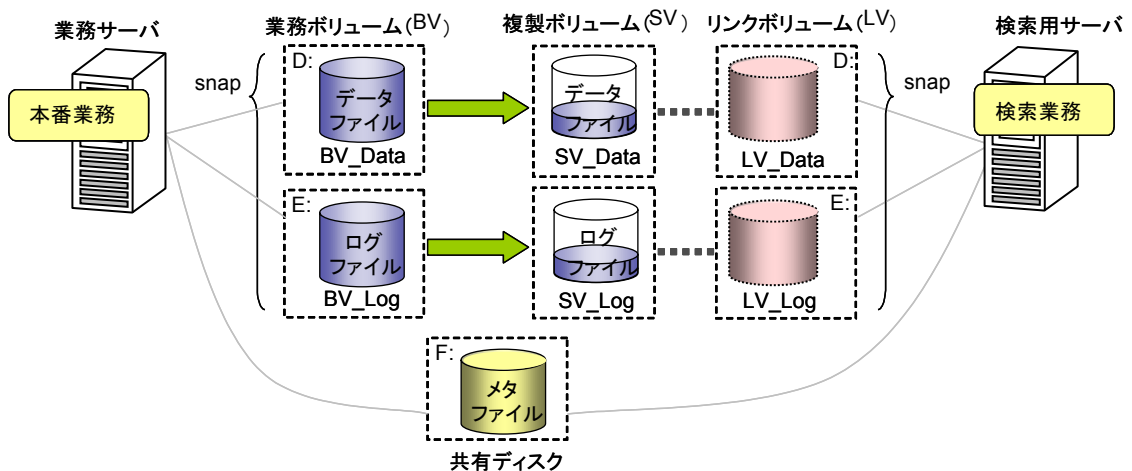 業務サーバ
業務ボリューム(BV)
複製ボリューム(SV)
リンクボリューム(LV)
検索用サーバ
snap
D:
データ
ファイル
BV_Data
データ
ファイル
SV_Data
D:
LV_Data
snap
本番業務
検索業務
E:
ログ
ファイル
BV_Log
ログ
ファイル
SV_Log
E:
LV_Log
F:
メタ
ファイル
共有ディスク